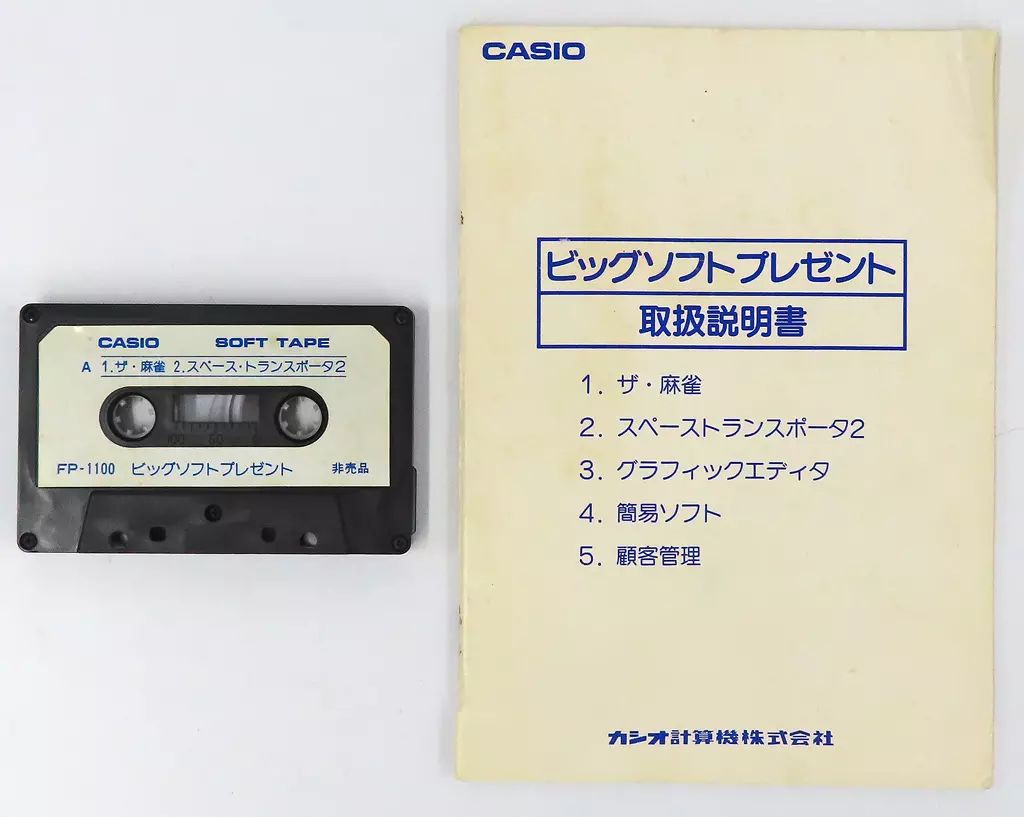 CASIO SOFT TAPE
A 1.ザ・麻雀 2.スペース・トランスポータ2
100 50
FP-1100 ビッグソフトプレゼント 非売品
CASIO
ビッグソフトプレゼント
取扱説明書
1. ザ・麻雀
2. スペーストランスポータ2
3. グラフィックエディタ
4. 簡易ソフト
5. 顧客管理
カシオ計算機株式会社